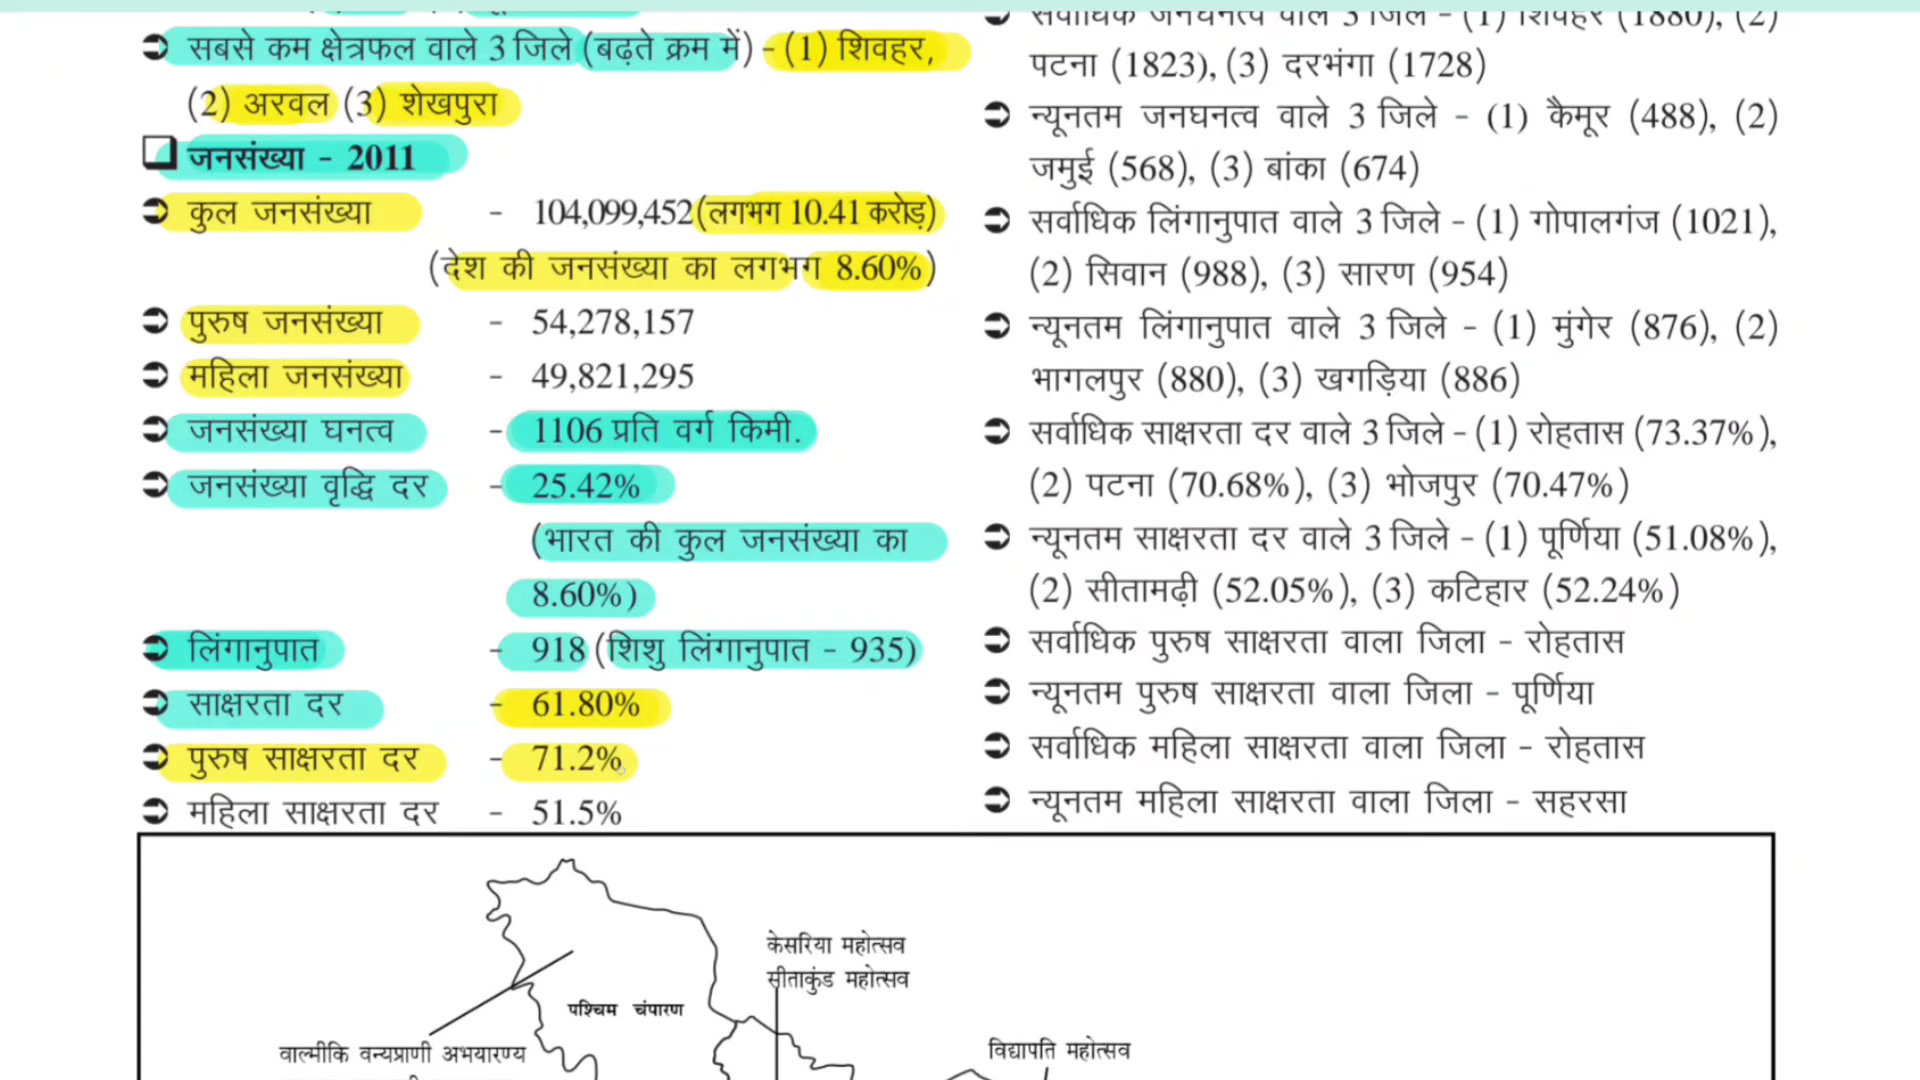 ➲ सबसे कम क्षेत्रफल वाले 3 जिले (बढ़ते क्रम में) - (1) शिवहर,
(2) अरवल (3) शेखपुरा
❑ जनसंख्या - 2011
➲ कुल जनसंख्या - 104,099,452(लगभग 10.41 करोड़)
(देश की जनसंख्या का लगभग 8.60%)
➲ पुरुष जनसंख्या - 54,278,157
➲ महिला जनसंख्या - 49,821,295
➲ जनसंख्या घनत्व - 1106 प्रति वर्ग किमी.
➲ जनसंख्या वृद्धि दर - 25.42%
(भारत की कुल जनसंख्या का
8.60%)
➲ लिंगानुपात - 918 (शिशु लिंगानुपात - 935)
➲ साक्षरता दर - 61.80%
➲ पुरुष साक्षरता दर - 71.2%
➲ महिला साक्षरता दर - 51.5%
➲ सर्वाधिक जनघनत्व वाले 3 जिले - (1) शिवहर (1880), (2)
पटना (1823), (3) दरभंगा (1728)
➲ न्यूनतम जनघनत्व वाले 3 जिले - (1) कैमूर (488), (2)
जमुई (568), (3) बांका (674)
➲ सर्वाधिक लिंगानुपात वाले 3 जिले - (1) गोपालगंज (1021),
(2) सिवान (988), (3) सारण (954)
➲ न्यूनतम लिंगानुपात वाले 3 जिले - (1) मुंगेर (876), (2)
भागलपुर (880), (3) खगड़िया (886)
➲ सर्वाधिक साक्षरता दर वाले 3 जिले - (1) रोहतास (73.37%),
(2) पटना (70.68%), (3) भोजपुर (70.47%)
➲ न्यूनतम साक्षरता दर वाले 3 जिले - (1) पूर्णिया (51.08%),
(2) सीतामढ़ी (52.05%), (3) कटिहार (52.24%)
➲ सर्वाधिक पुरुष साक्षरता वाला जिला - रोहतास
➲ न्यूनतम पुरुष साक्षरता वाला जिला - पूर्णिया
➲ सर्वाधिक महिला साक्षरता वाला जिला - रोहतास
➲ न्यूनतम महिला साक्षरता वाला जिला - सहरसा
केसरिया महोत्सव
सीताकुंड महोत्सव
पश्चिम चंपारण
वाल्मीकि वन्यप्राणी अभयारण्य
विद्यापति महोत्सव